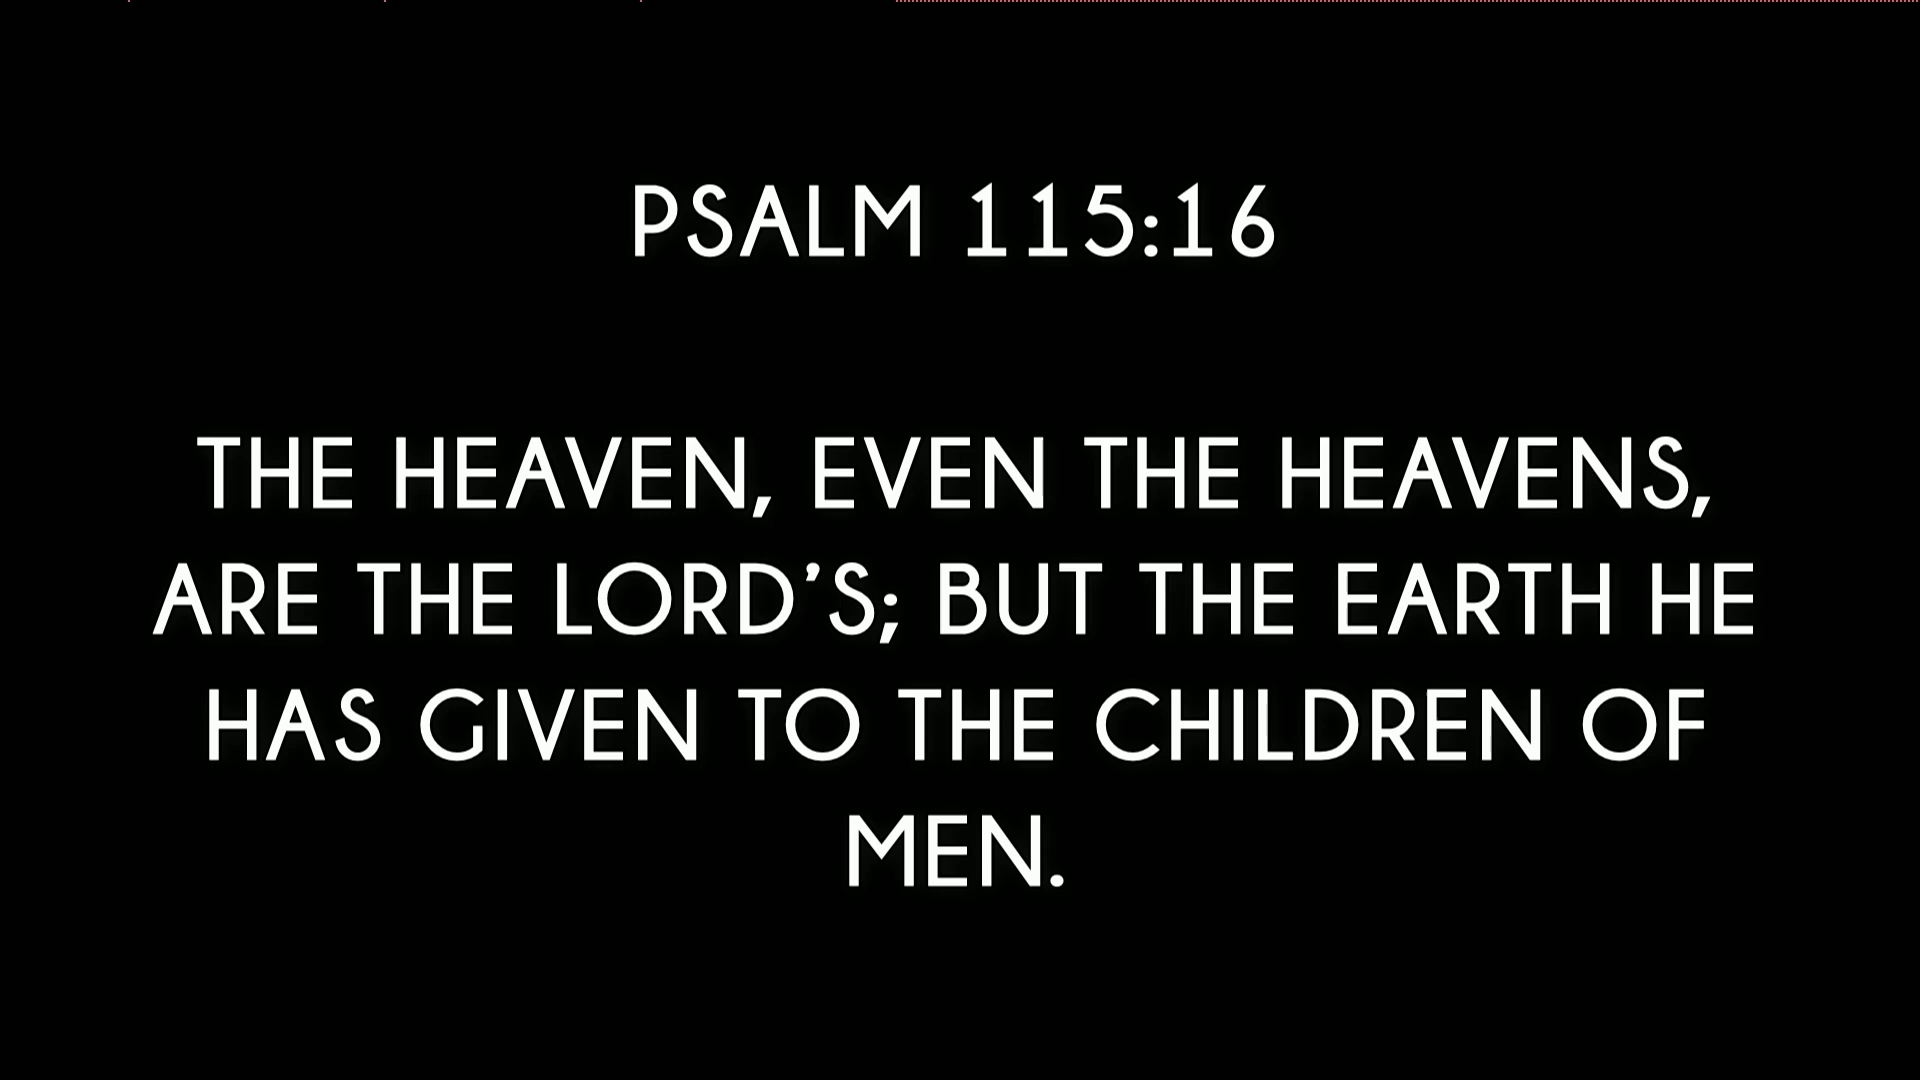 PSALM 115:16
THE HEAVEN, EVEN THE HEAVENS,
ARE THE LORD’S; BUT THE EARTH HE
HAS GIVEN TO THE CHILDREN OF
MEN.